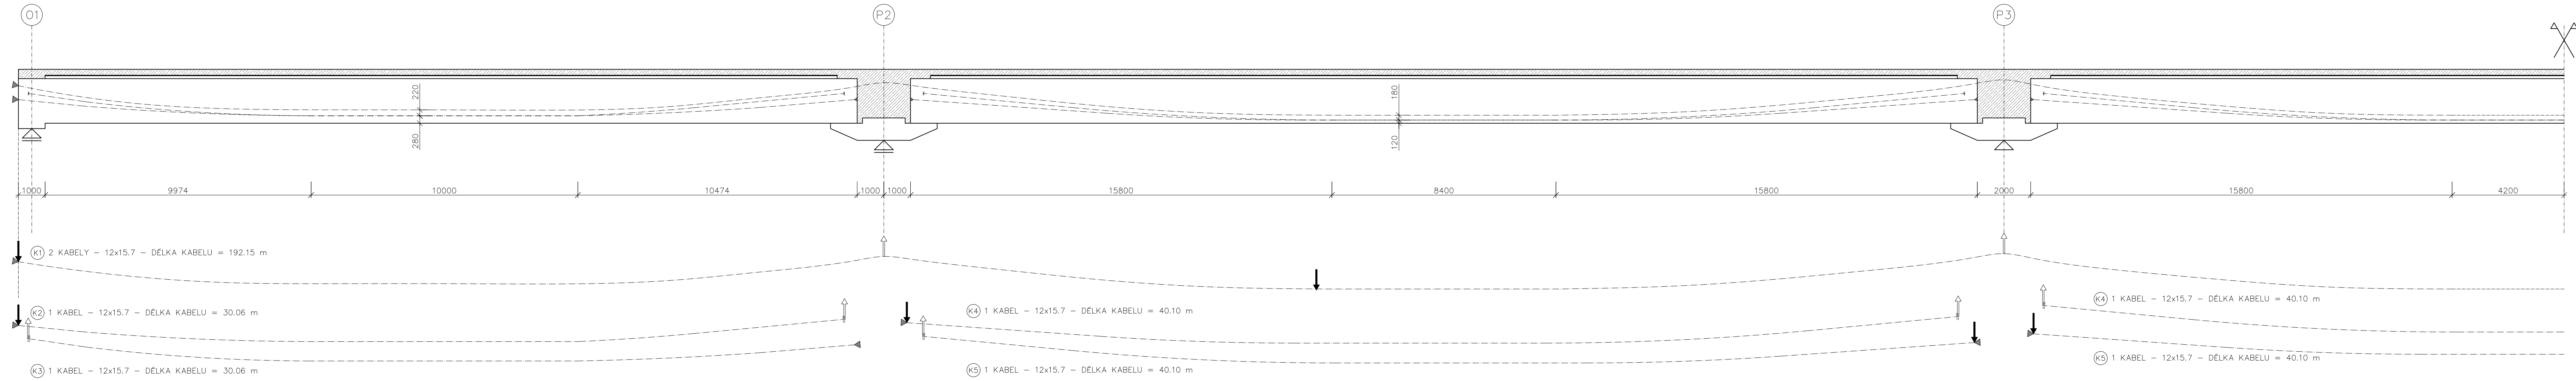 O1 P2 P3
220
280
180
120
1000 9974 10000 10474 1000 1000 15800 8400 15800 2000 15800 4200
K1 2 KABELY – 12x15.7 – DÉLKA KABELU = 192.15 m
K2 1 KABEL – 12x15.7 – DÉLKA KABELU = 30.06 m
K4 1 KABEL – 12x15.7 – DÉLKA KABELU = 40.10 m
K4 1 KABEL – 12x15.7 – DÉLKA KABELU = 40.10 m
K3 1 KABEL – 12x15.7 – DÉLKA KABELU = 30.06 m
K5 1 KABEL – 12x15.7 – DÉLKA KABELU = 40.10 m
K5 1 KABEL – 12x15.7 – DÉLKA KABELU = 40.10 m